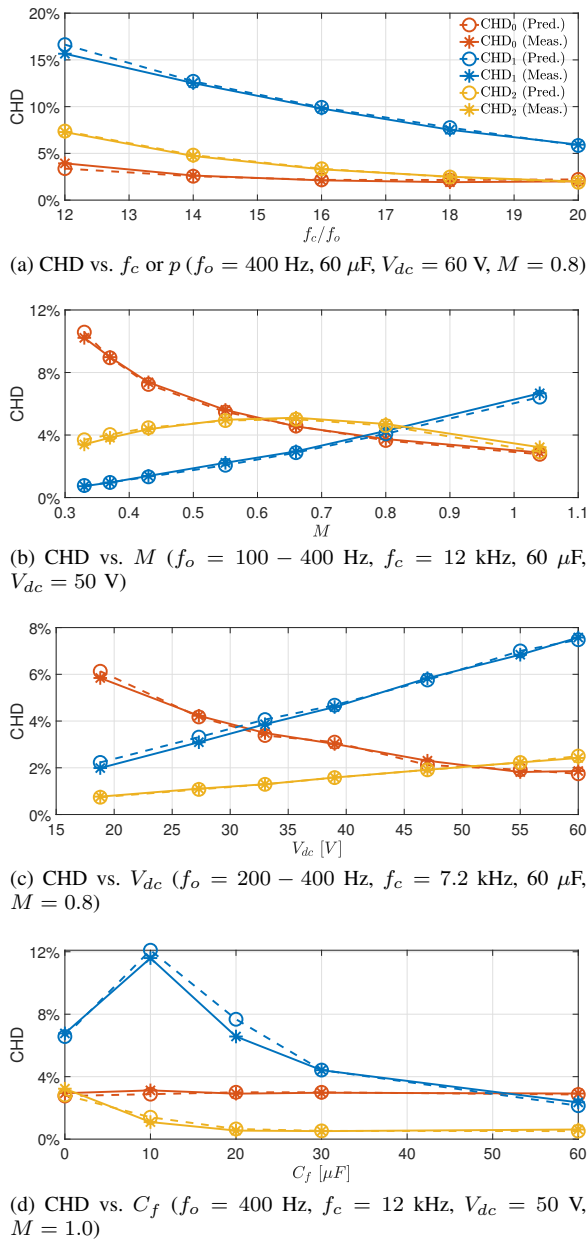 20%
15%
10%
5%
0%
CHD
CHD₀ (Pred.)
CHD₀ (Meas.)
CHD₁ (Pred.)
CHD₁ (Meas.)
CHD₂ (Pred.)
CHD₂ (Meas.)
12 13 14 15 16 17 18 19 20
f_c/f_o
(a) CHD vs. f_c or p (f_o = 400 Hz, 60 μF, V_dc = 60 V, M = 0.8)
12%
8%
4%
0%
CHD
0.3 0.4 0.5 0.6 0.7 0.8 0.9 1 1.1
M
(b) CHD vs. M (f_o = 100 − 400 Hz, f_c = 12 kHz, 60 μF,
V_dc = 50 V)
8%
6%
4%
2%
0%
CHD
15 20 25 30 35 40 45 50 55 60
V_dc [V]
(c) CHD vs. V_dc (f_o = 200 − 400 Hz, f_c = 7.2 kHz, 60 μF,
M = 0.8)
12%
8%
4%
0%
CHD
0 10 20 30 40 50 60
C_f [μF]
(d) CHD vs. C_f (f_o = 400 Hz, f_c = 12 kHz, V_dc = 50 V,
M = 1.0)